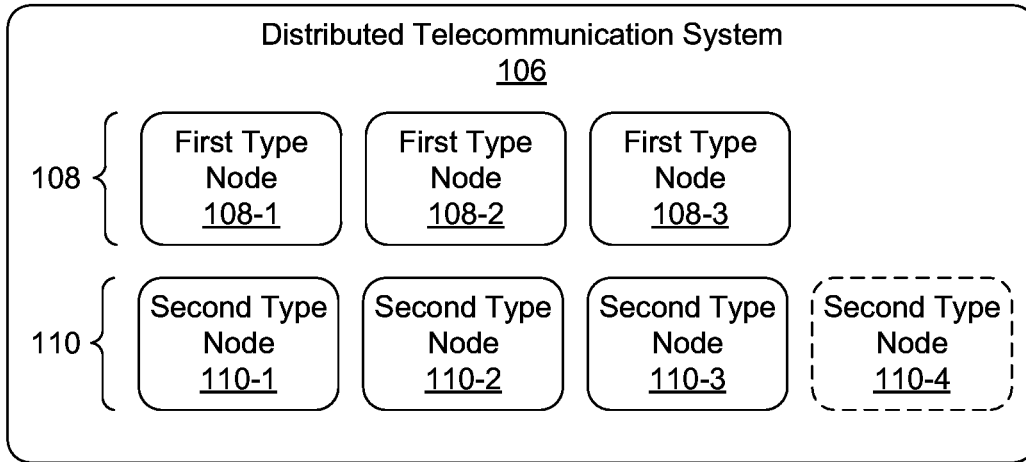 Distributed Telecommunication System
106
108
First Type
Node
108-1
First Type
Node
108-2
First Type
Node
108-3
110
Second Type
Node
110-1
Second Type
Node
110-2
Second Type
Node
110-3
Second Type
Node
110-4